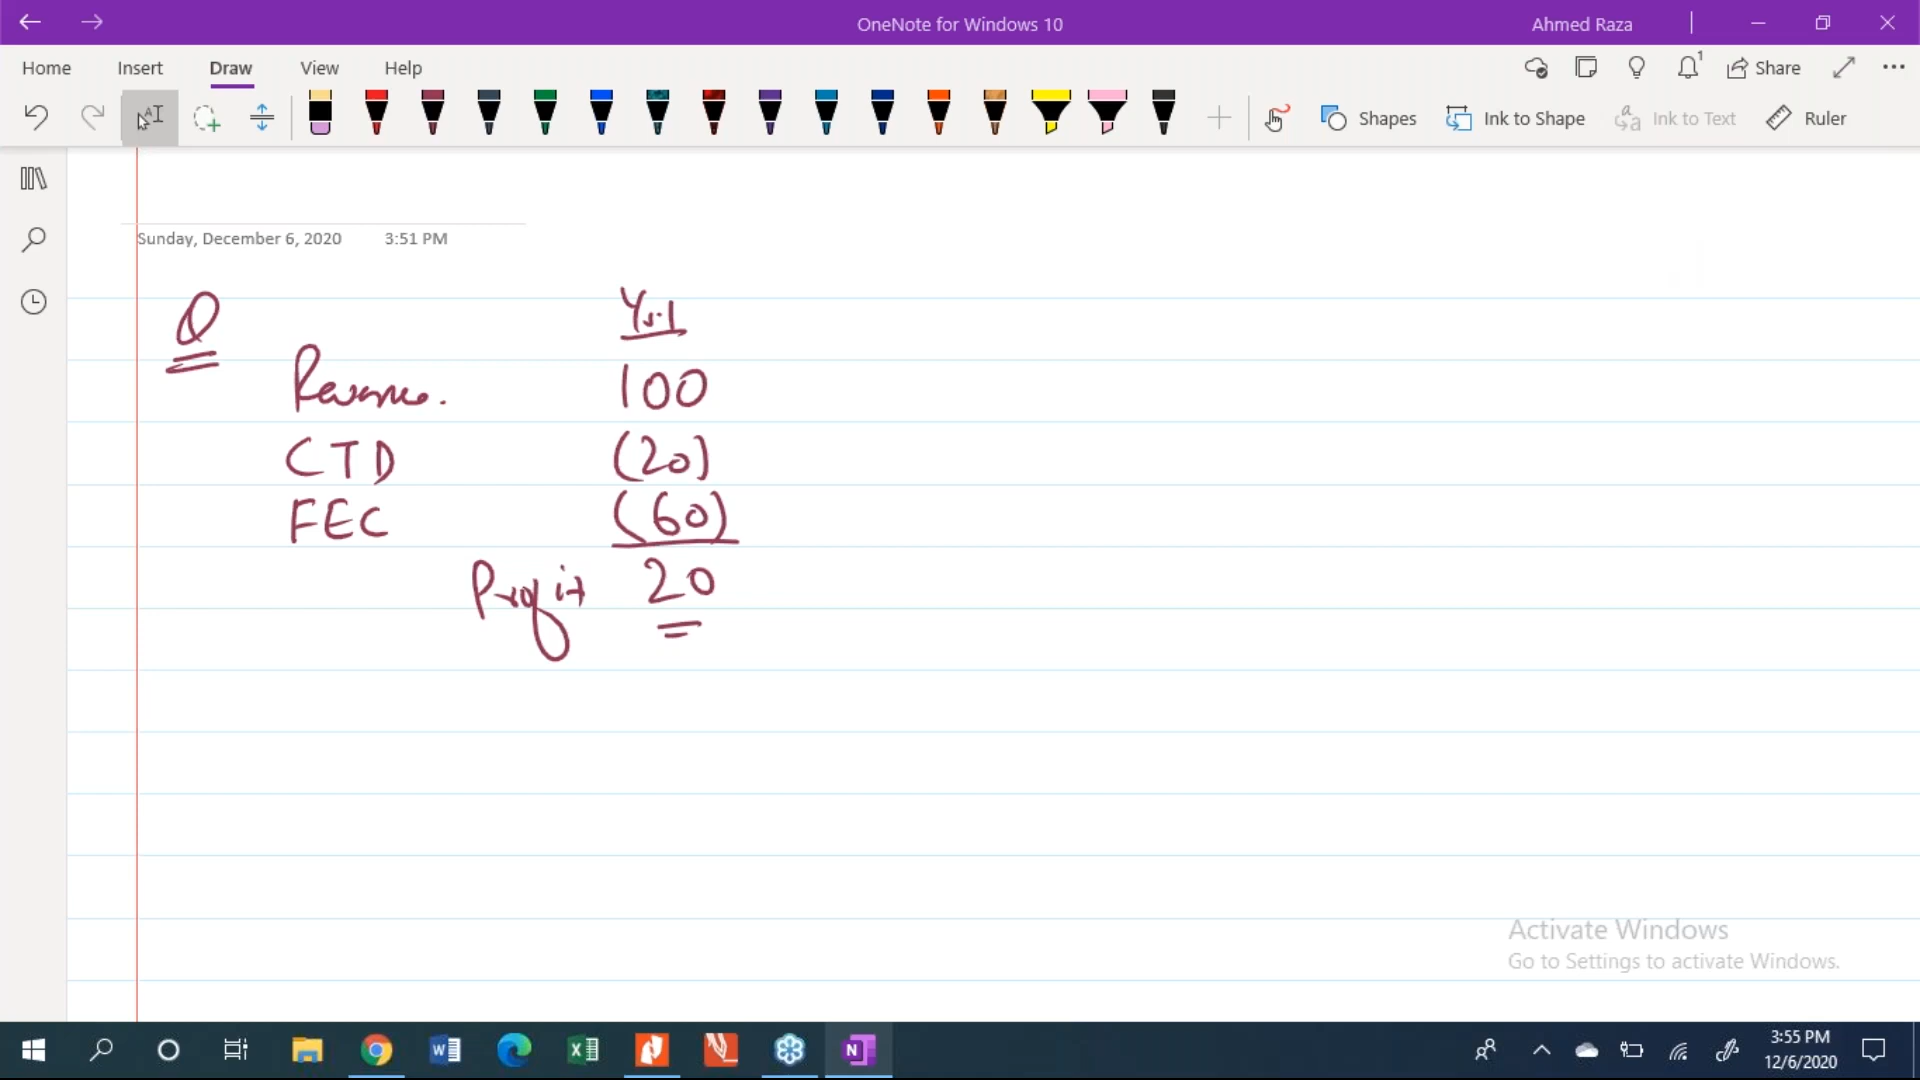 OneNote for Windows 10 Ahmed Raza
Home Insert Draw View Help Share
Shapes Ink to Shape Ink to Text Ruler
Sunday, December 6, 2020 3:51 PM
Q Yr.1
Revenue. 100
CTD (20)
FEC (60)
Profit 20
Activate Windows
Go to Settings to activate Windows.
3:55 PM
12/6/2020